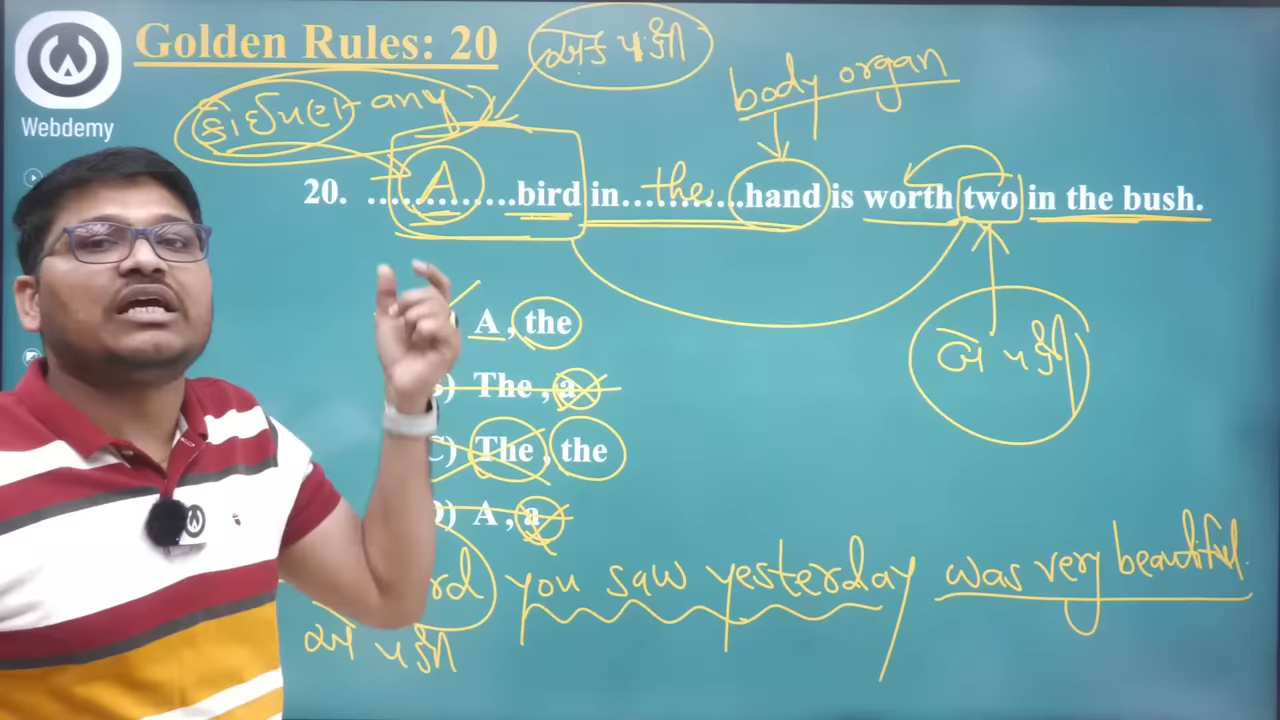 Golden Rules: 20
એક પક્ષી
body organ
કોઈપણ - any
Webdemy
20. ....A....bird in....the....hand is worth two in the bush.
A , the
B) The , a
બે પક્ષી
C) The , the
D) A , a
rd you saw yesterday was very beautiful.
એ પક્ષી